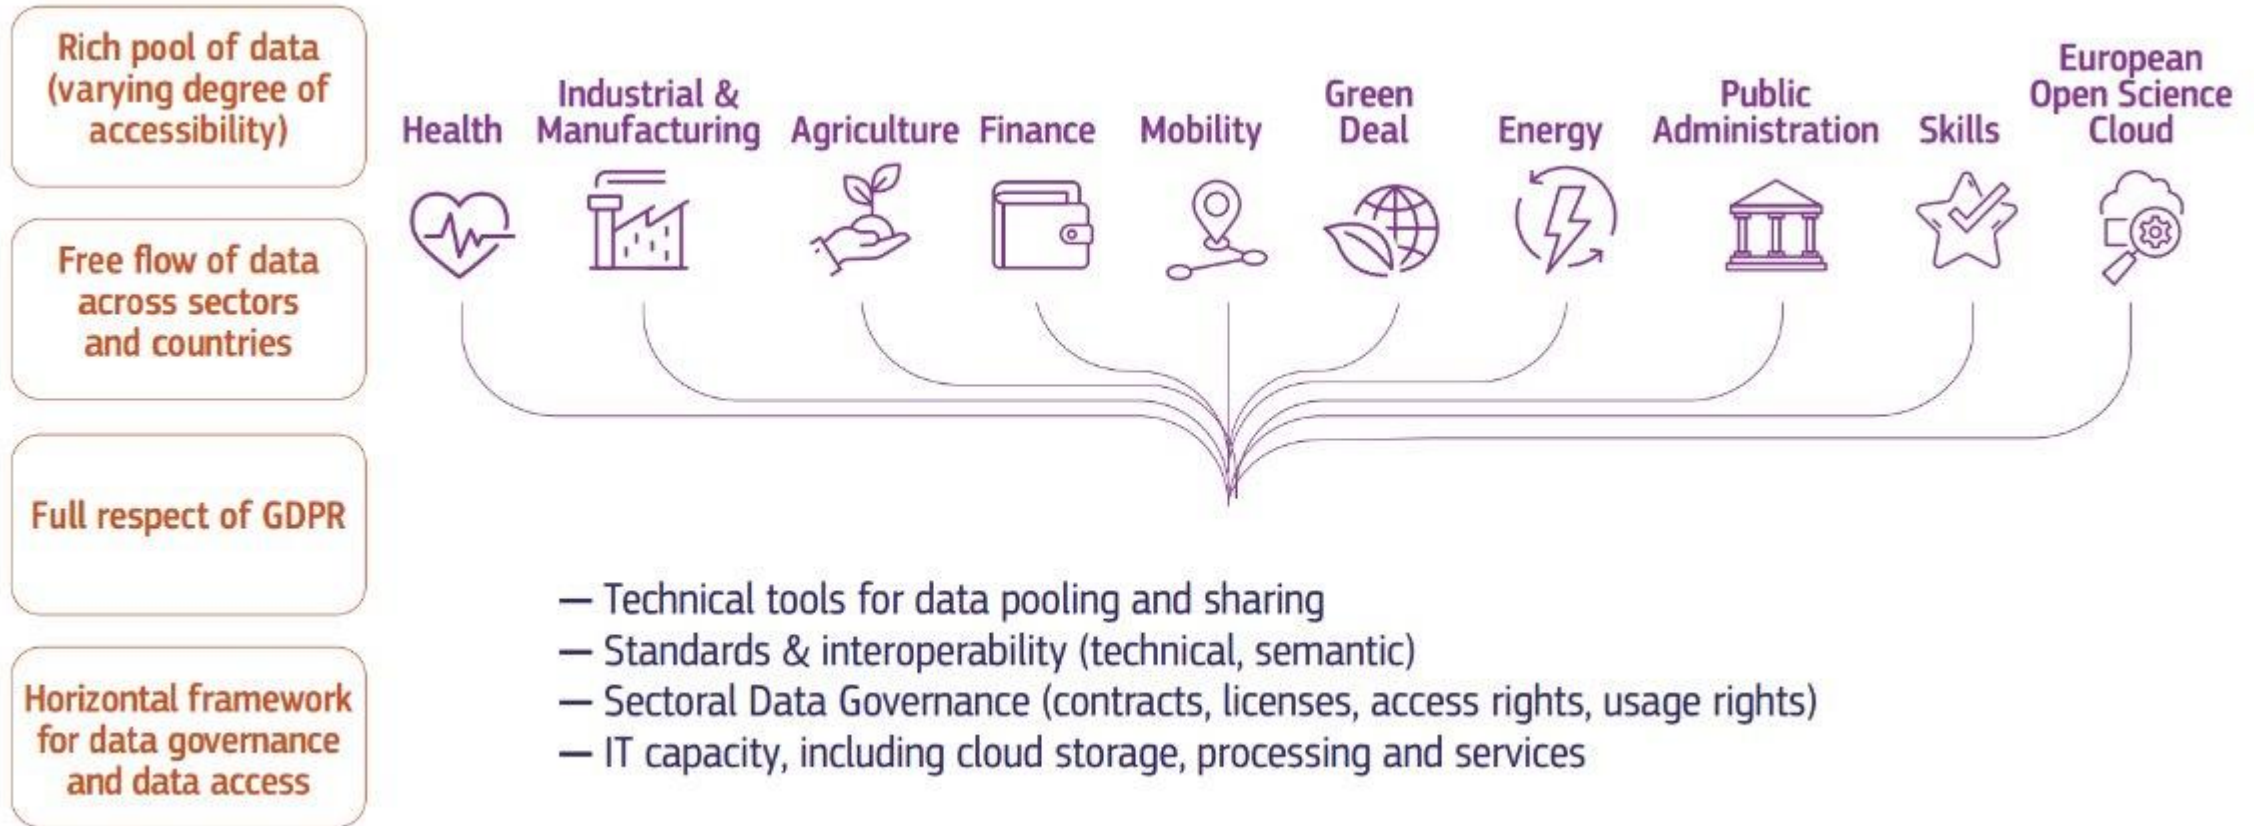 Rich pool of data
(varying degree of
accessibility)
Free flow of data
across sectors
and countries
Full respect of GDPR
Horizontal framework
for data governance
and data access
Health
Industrial &
Manufacturing
Agriculture
Finance
Mobility
Green
Deal
Energy
Public
Administration
Skills
European
Open Science
Cloud
— Technical tools for data pooling and sharing
— Standards & interoperability (technical, semantic)
— Sectoral Data Governance (contracts, licenses, access rights, usage rights)
— IT capacity, including cloud storage, processing and services